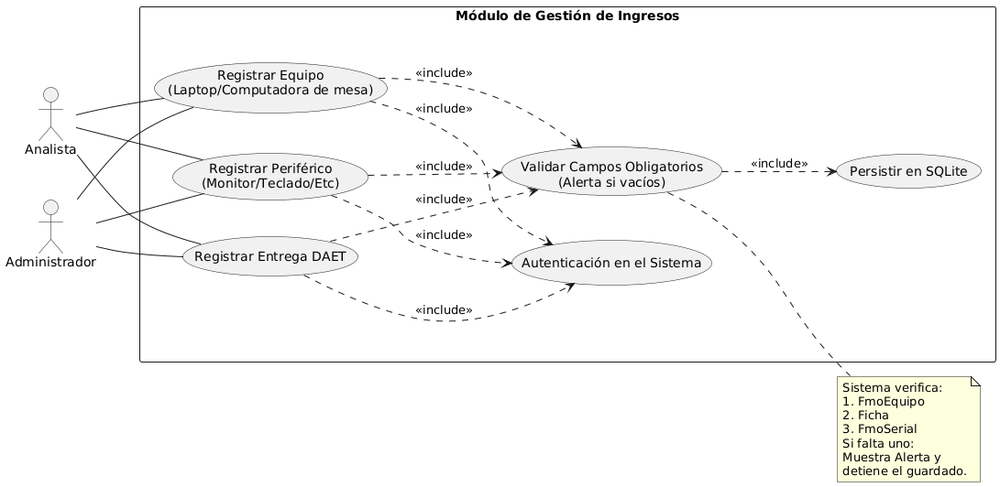 Módulo de Gestión de Ingresos
Analista
Administrador
Registrar Equipo
(Laptop/Computadora de mesa)
Registrar Periférico
(Monitor/Teclado/Etc)
Registrar Entrega DAET
«include»
«include»
«include»
«include»
«include»
«include»
Validar Campos Obligatorios
(Alerta si vacíos)
Autenticación en el Sistema
«include»
Persistir en SQLite
Sistema verifica:
1. FmoEquipo
2. Ficha
3. FmoSerial
Si falta uno:
Muestra Alerta y
detiene el guardado.